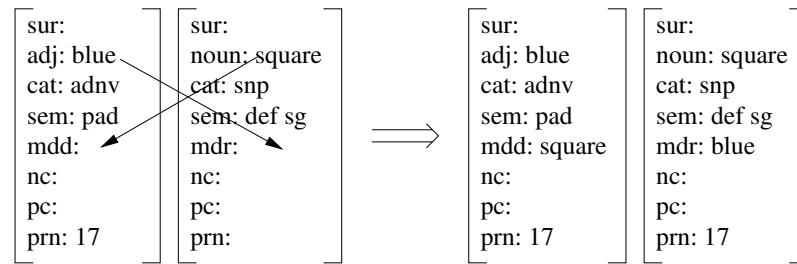 sur:
adj: blue
cat: adnv
sem: pad
mdd:
nc:
pc:
prn: 17
sur:
noun: square
cat: snp
sem: def sg
mdr:
nc:
pc:
prn:
sur:
adj: blue
cat: adnv
sem: pad
mdd: square
nc:
pc:
prn: 17
sur:
noun: square
cat: snp
sem: def sg
mdr: blue
nc:
pc:
prn: 17